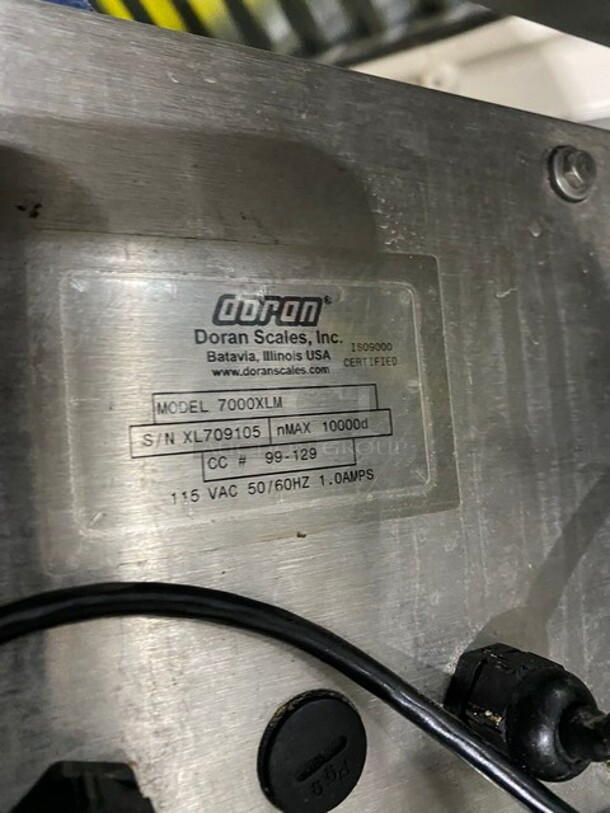 doran®
Doran Scales, Inc.
Batavia, Illinois USA
www.doranscales.com
ISO9000
CERTIFIED
MODEL 7000XLM
S/N XL709105 nMAX 10000d
CC # 99-129
115 VAC 50/60HZ 1.0AMPS
GROUP